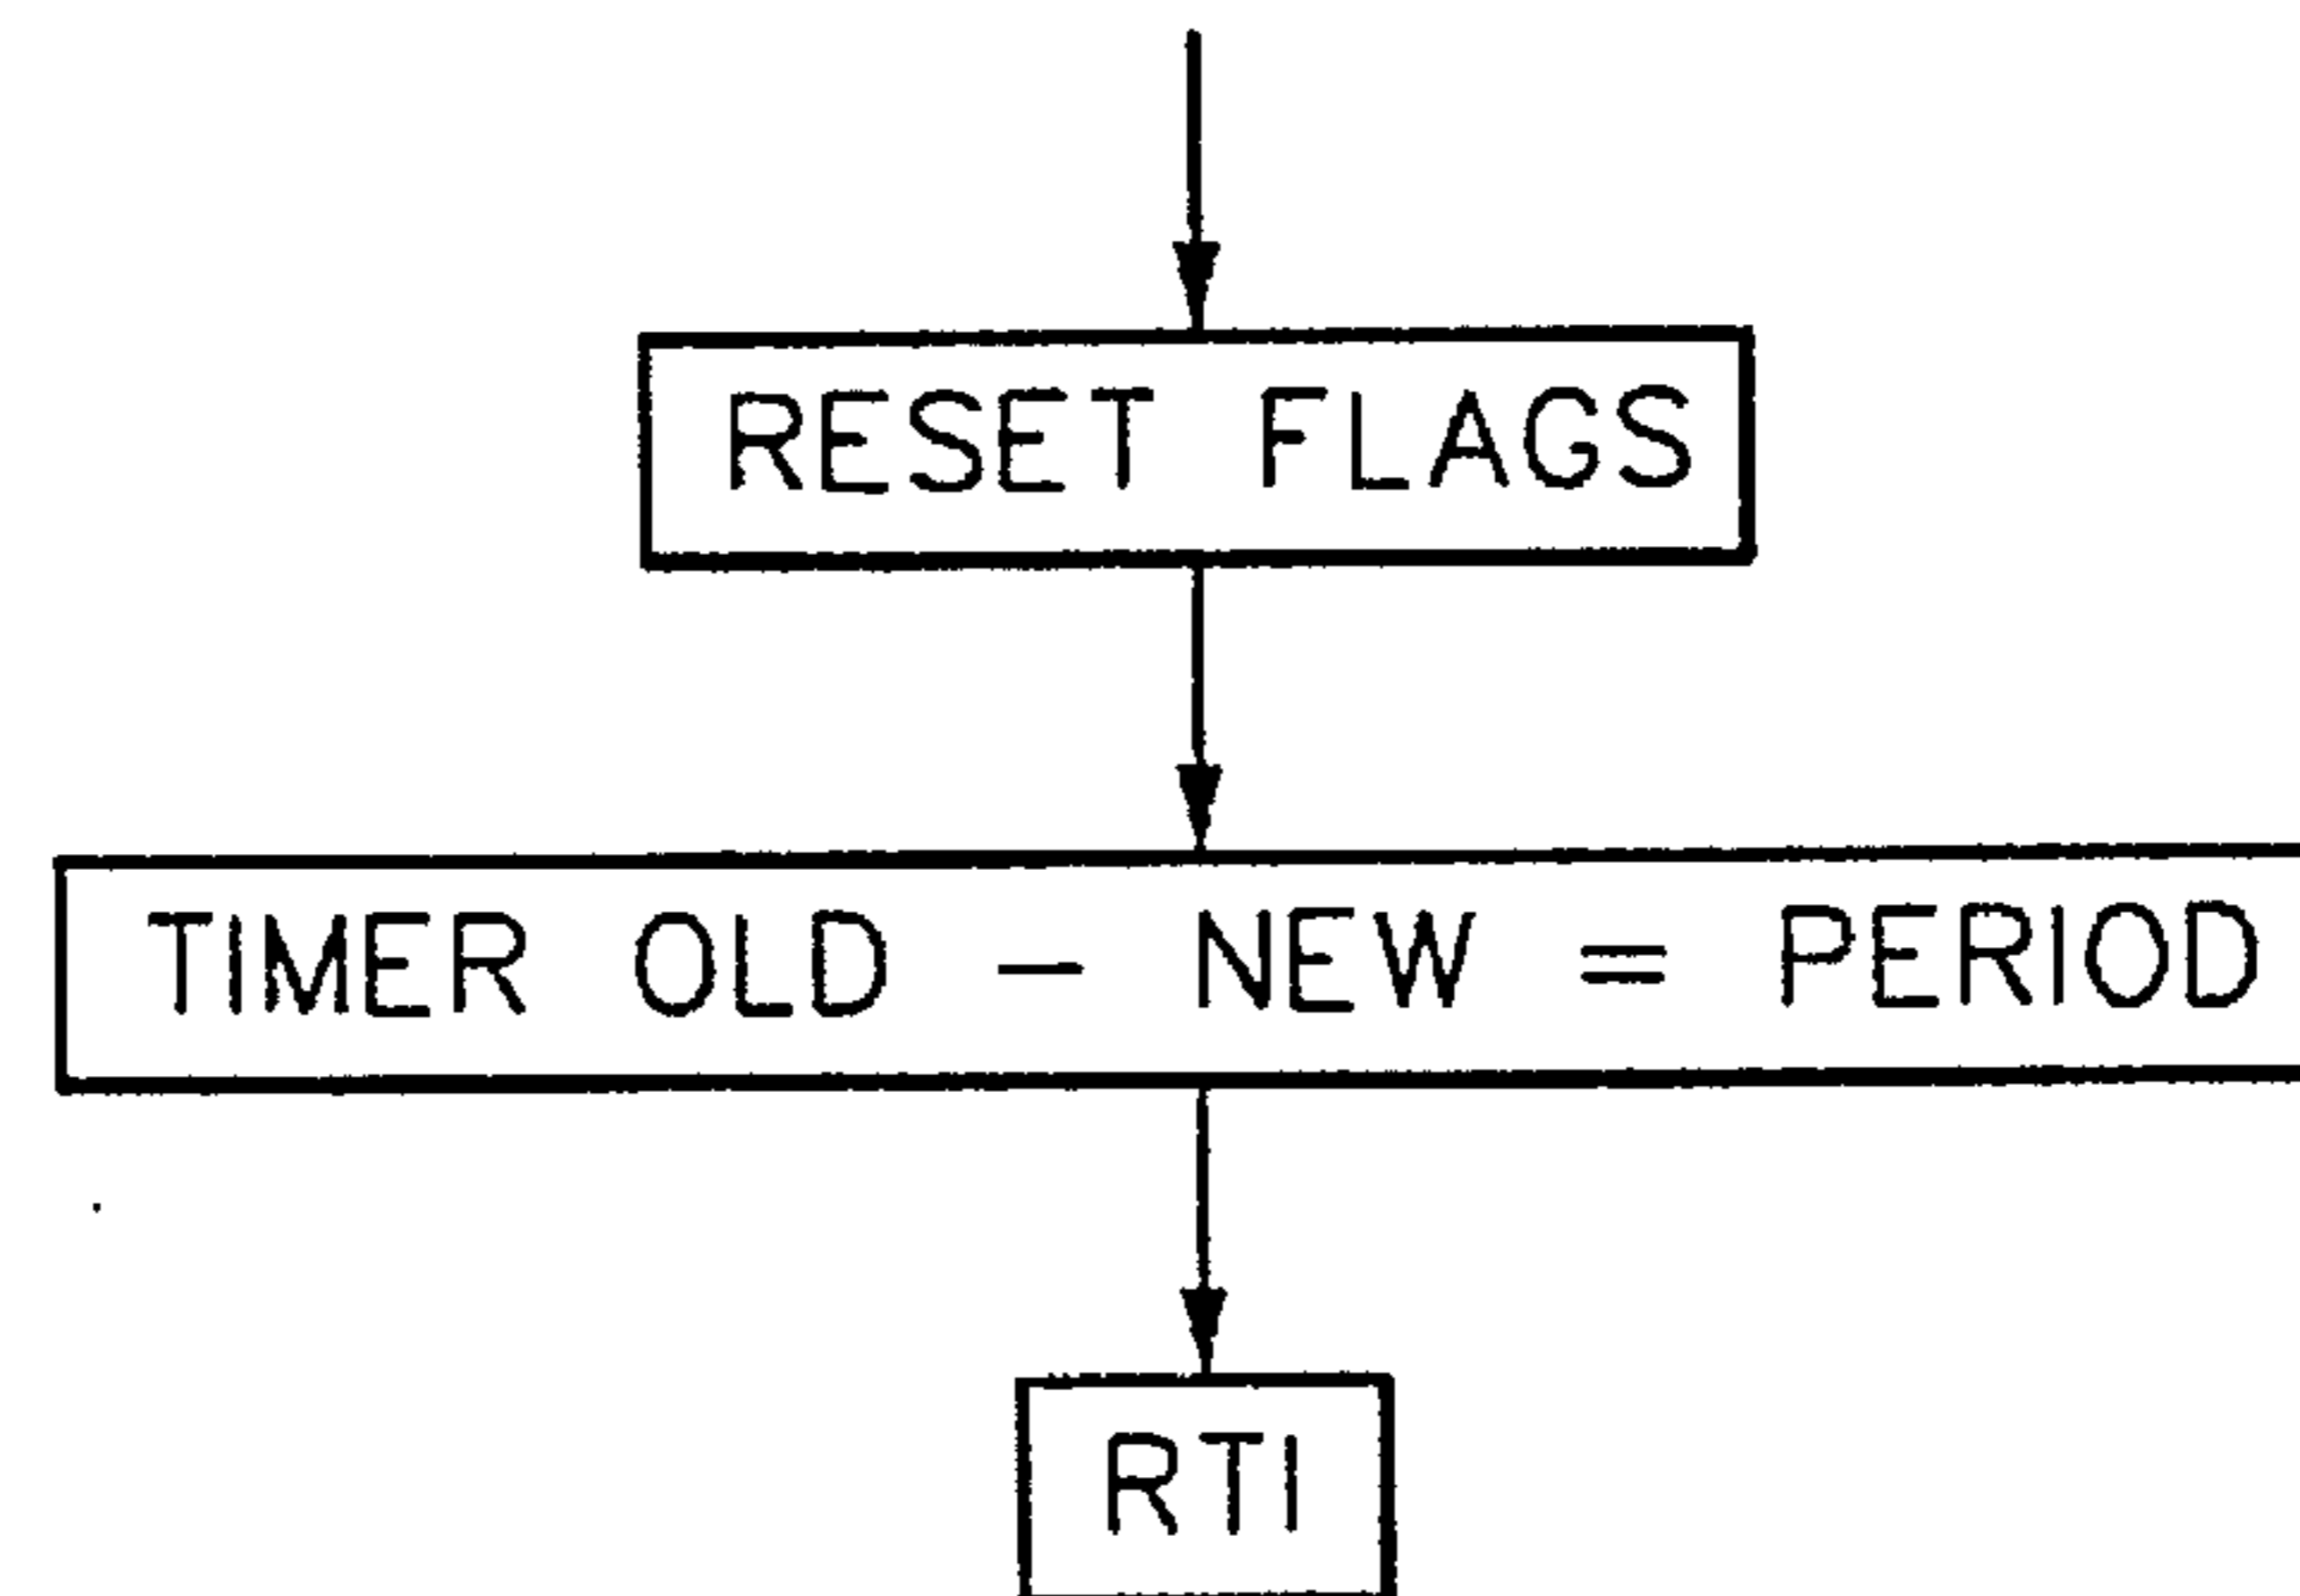 RESET FLAGS
TIMER OLD – NEW = PERIOD
RTI